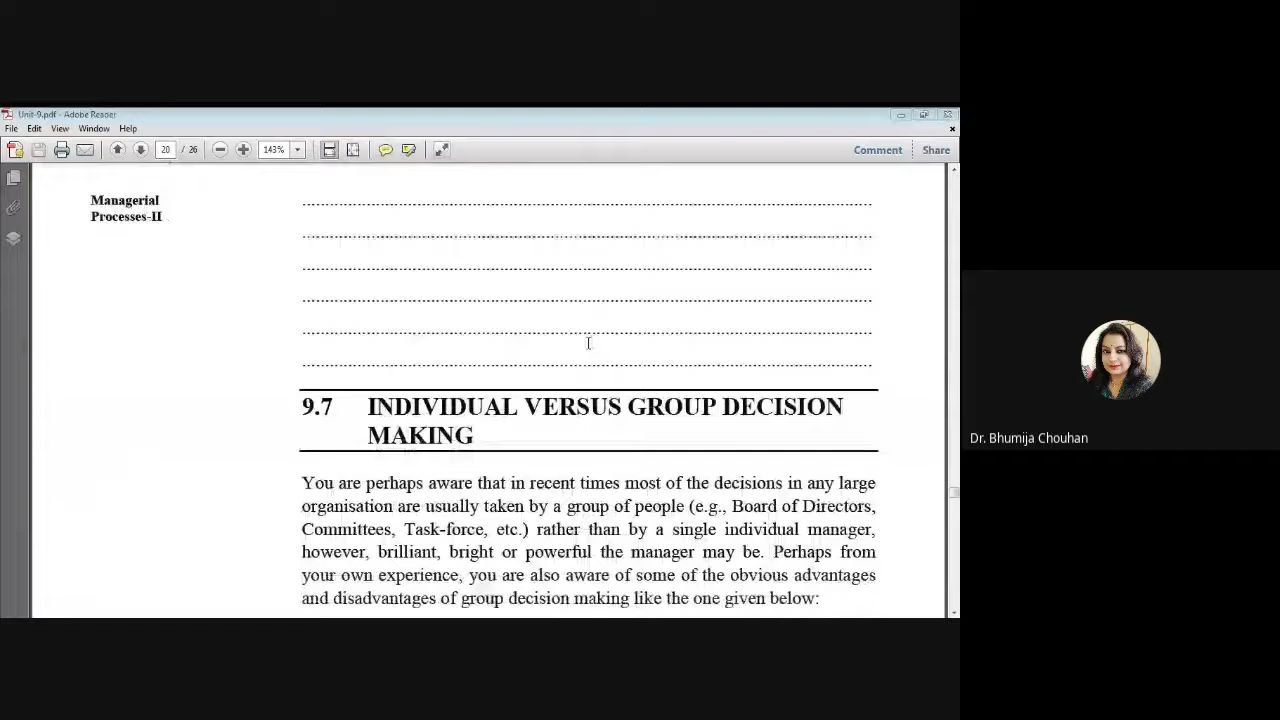 Unit-9.pdf - Adobe Reader
File Edit View Window Help
20 / 26 143% Comment Share
Managerial
Processes-II
9.7 INDIVIDUAL VERSUS GROUP DECISION
MAKING
You are perhaps aware that in recent times most of the decisions in any large
organisation are usually taken by a group of people (e.g., Board of Directors,
Committees, Task-force, etc.) rather than by a single individual manager,
however, brilliant, bright or powerful the manager may be. Perhaps from
your own experience, you are also aware of some of the obvious advantages
and disadvantages of group decision making like the one given below:
Dr. Bhumija Chouhan